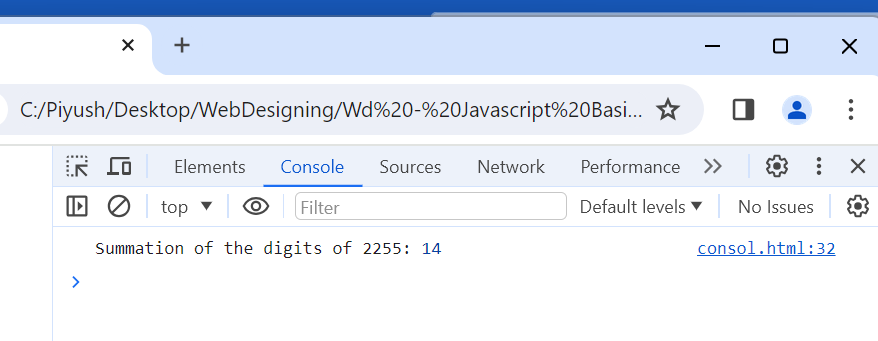 C:/Piyush/Desktop/WebDesigning/Wd%20-%20Javascript%20Basi...
Elements Console Sources Network Performance
top Filter Default levels No Issues
Summation of the digits of 2255: 14 consol.html:32